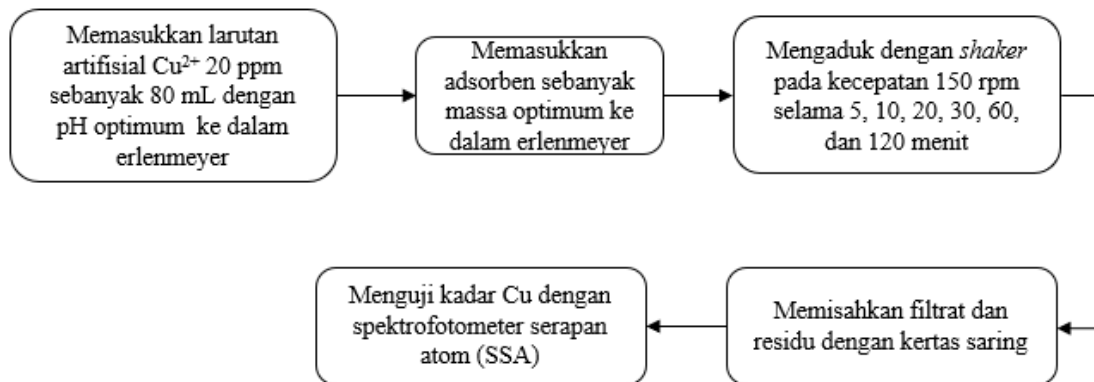 Memasukkan larutan
artifisial Cu²⁺ 20 ppm
sebanyak 80 mL dengan
pH optimum ke dalam
erlenmeyer
Memasukkan
adsorben sebanyak
massa optimum ke
dalam erlenmeyer
Mengaduk dengan shaker
pada kecepatan 150 rpm
selama 5, 10, 20, 30, 60,
dan 120 menit
Memisahkan filtrat dan
residu dengan kertas saring
Menguji kadar Cu dengan
spektrofotometer serapan
atom (SSA)